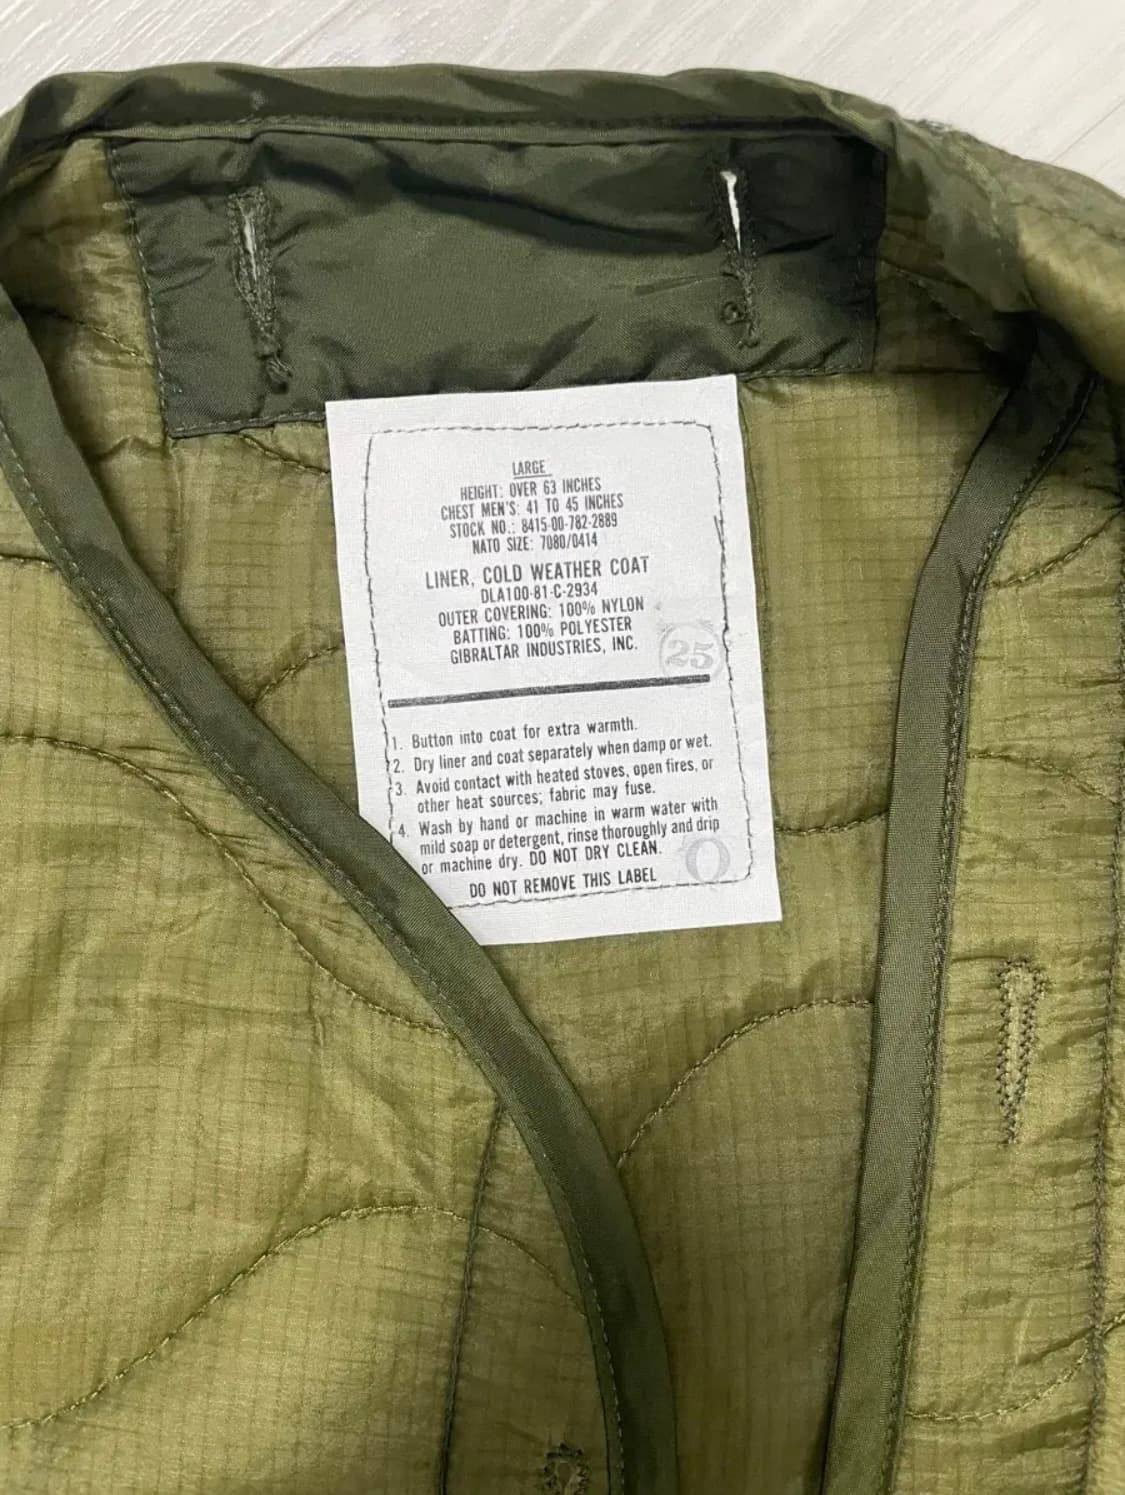 LARGE
HEIGHT: OVER 63 INCHES
CHEST MEN'S: 41 TO 45 INCHES
STOCK NO.: 8415-00-782-2889
NATO SIZE: 7080/0414
LINER, COLD WEATHER COAT
DLA100-81-C-2934
OUTER COVERING: 100% NYLON
BATTING: 100% POLYESTER
GIBRALTAR INDUSTRIES, INC.
25
1. Button into coat for extra warmth.
2. Dry liner and coat separately when damp or wet.
3. Avoid contact with heated stoves, open fires, or
other heat sources; fabric may fuse.
4. Wash by hand or machine in warm water with
mild soap or detergent, rinse thoroughly and drip
or machine dry. DO NOT DRY CLEAN.
O
DO NOT REMOVE THIS LABEL